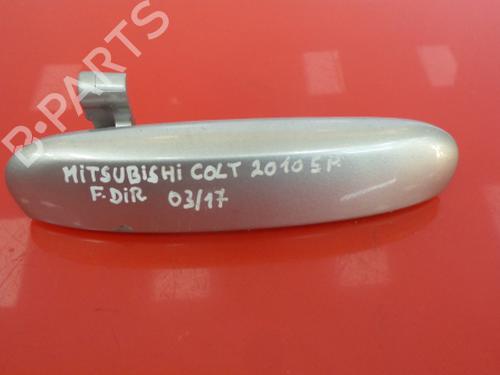 B-PARTS
MITSUBISHI COLT 2010 5P.
F.DIR 03/17